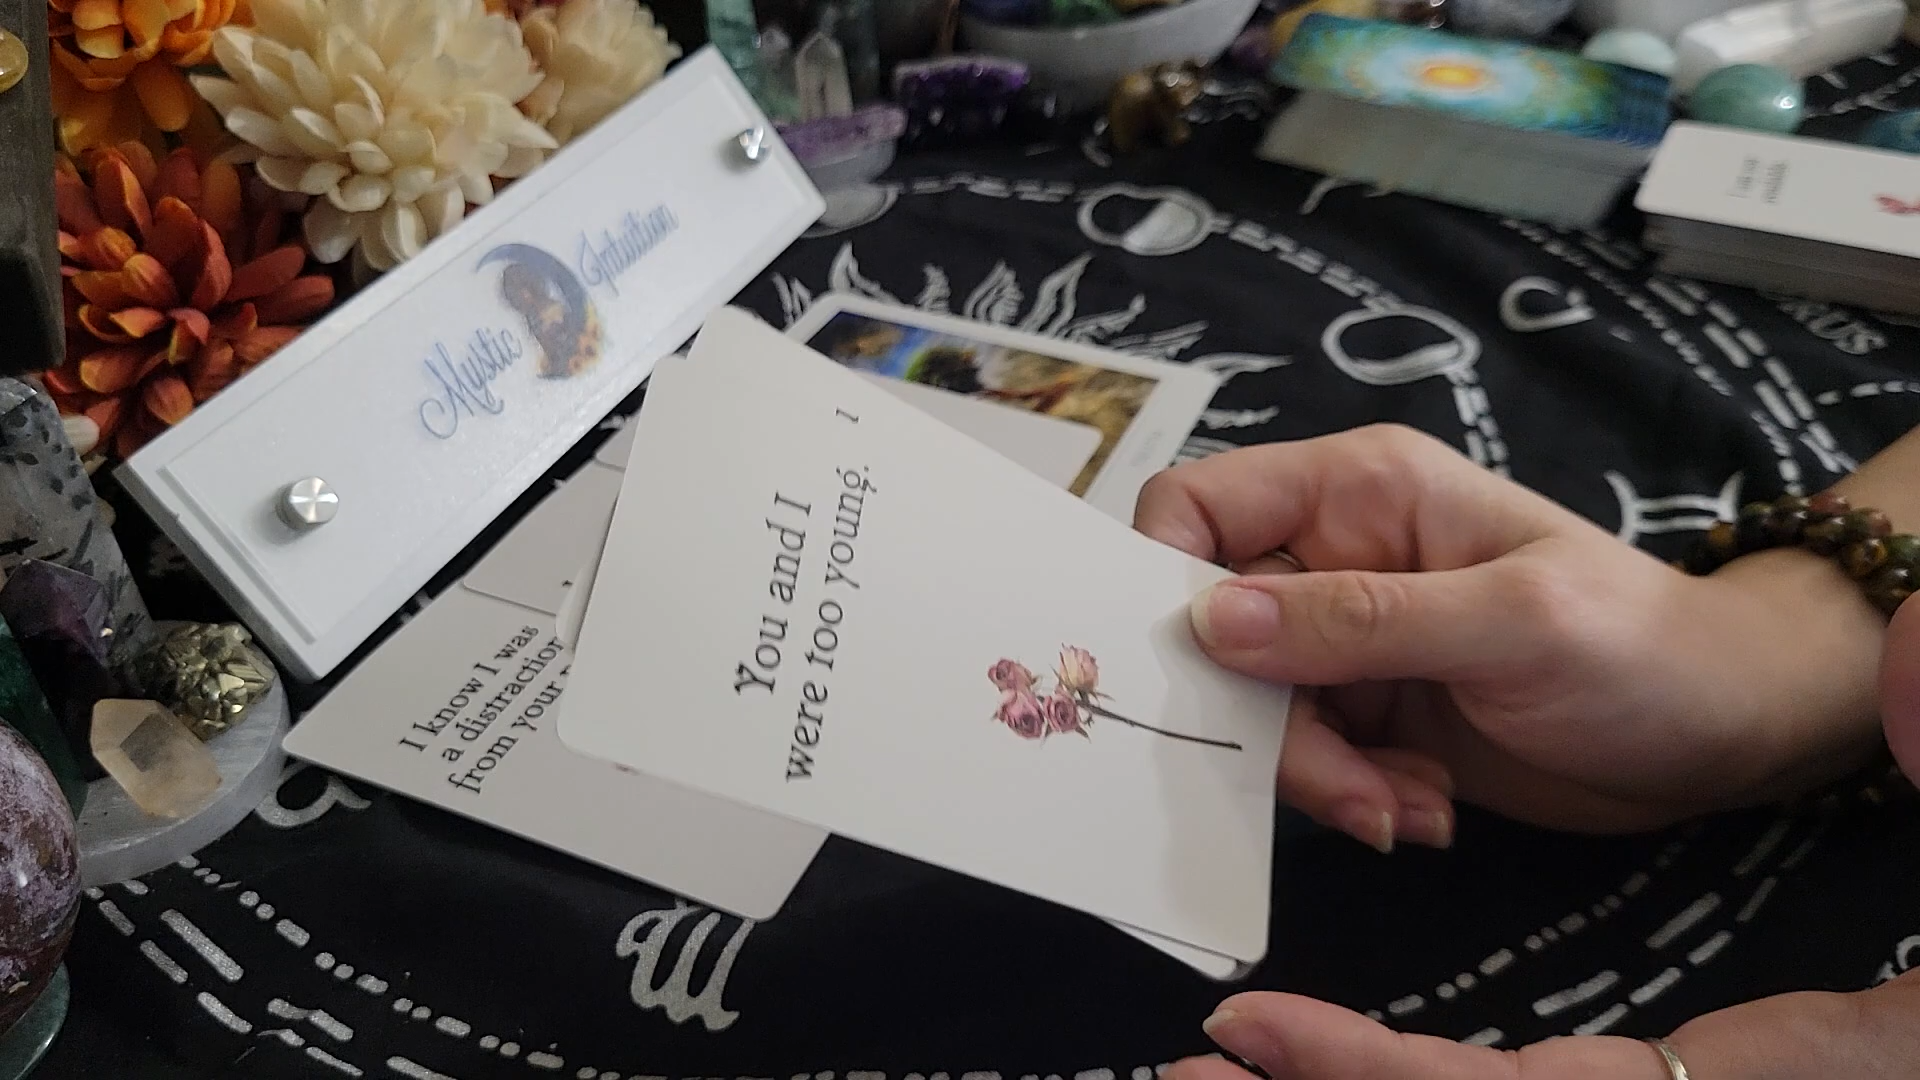 Mystic Intuition
You and I
were too young. I
I know I was
a distraction
from your